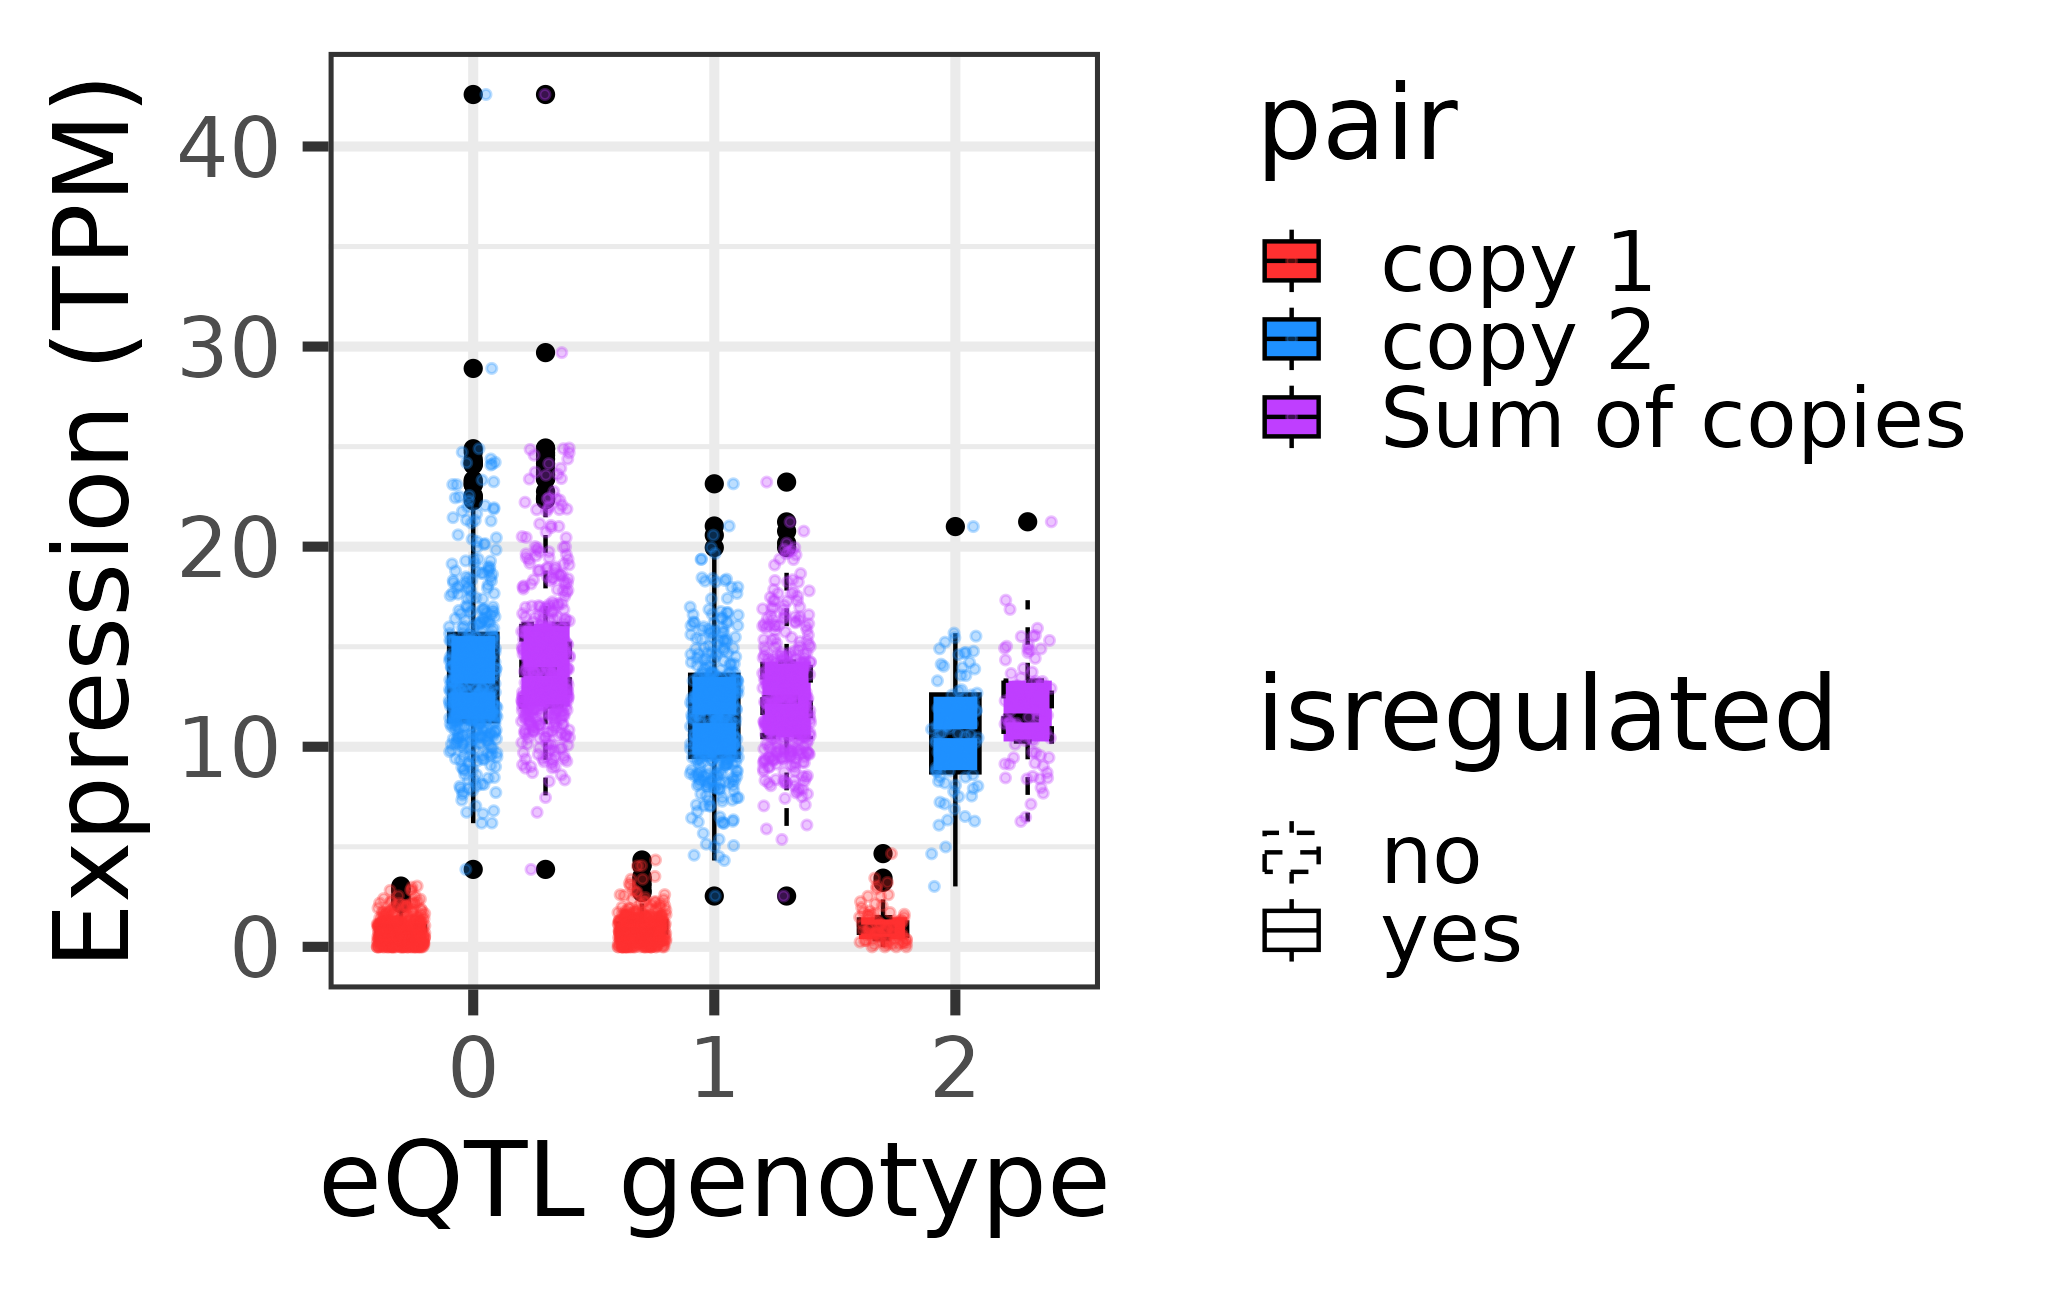 Expression (TPM)
40
30
20
10
0
0 1 2
eQTL genotype
pair
copy 1
copy 2
Sum of copies
isregulated
no
yes